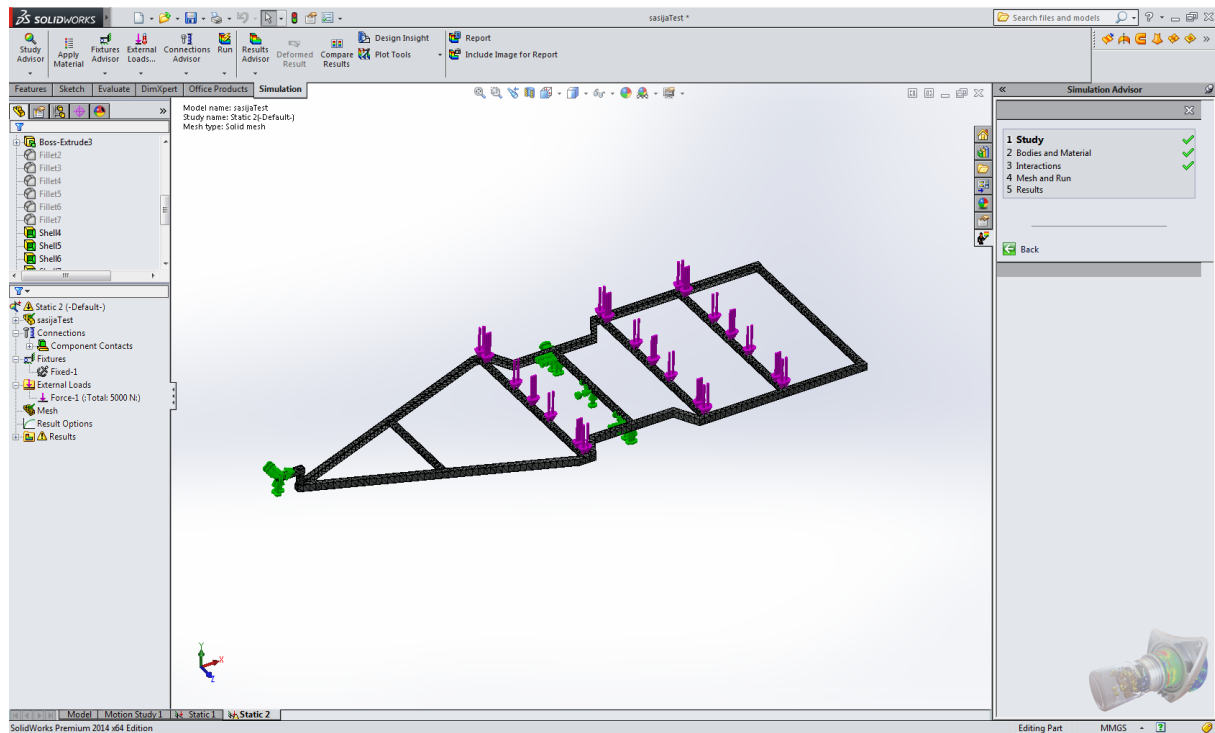 SOLIDWORKS
sasijaTest *
Search files and models
Study Advisor
Apply Material
Fixtures Advisor
External Loads...
Connections Advisor
Run
Results Advisor
Deformed Result
Compare Results
Design Insight
Plot Tools
Report
Include Image for Report
Features
Sketch
Evaluate
DimXpert
Office Products
Simulation
Model name: sasijaTest
Study name: Static 2(-Default-)
Mesh type: Solid mesh
Boss-Extrude3
Fillet2
Fillet3
Fillet4
Fillet5
Fillet6
Fillet7
Shell4
Shell5
Shell6
Static 2 (-Default-)
sasijaTest
Connections
Component Contacts
Fixtures
Fixed-1
External Loads
Force-1 (:Total: 5000 N:)
Mesh
Result Options
Results
Simulation Advisor
1 Study
2 Bodies and Material
3 Interactions
4 Mesh and Run
5 Results
Back
Y
X
Z
Model
Motion Study 1
Static 1
Static 2
SolidWorks Premium 2014 x64 Edition
Editing Part
MMGS